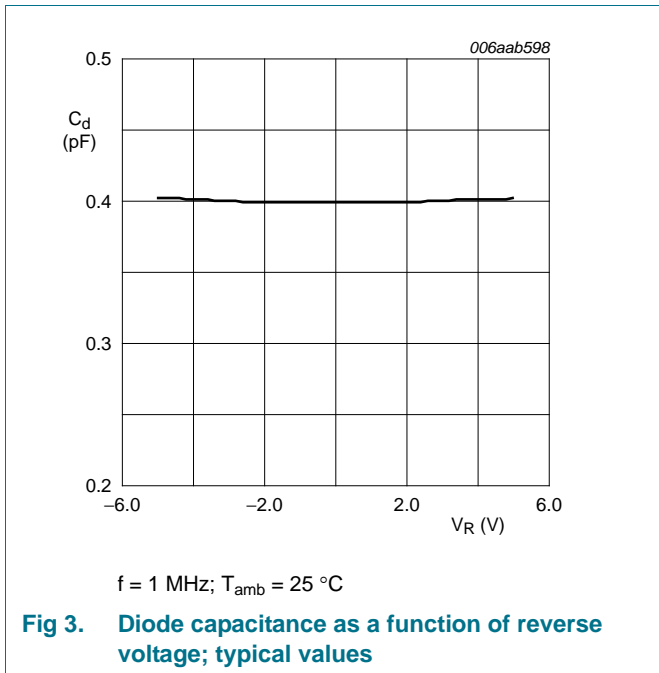 006aab598
0.5
C_d
(pF)
0.4
0.3
0.2
−6.0 −2.0 2.0 6.0
V_R (V)
f = 1 MHz; T_amb = 25 °C
Fig 3. Diode capacitance as a function of reverse
voltage; typical values